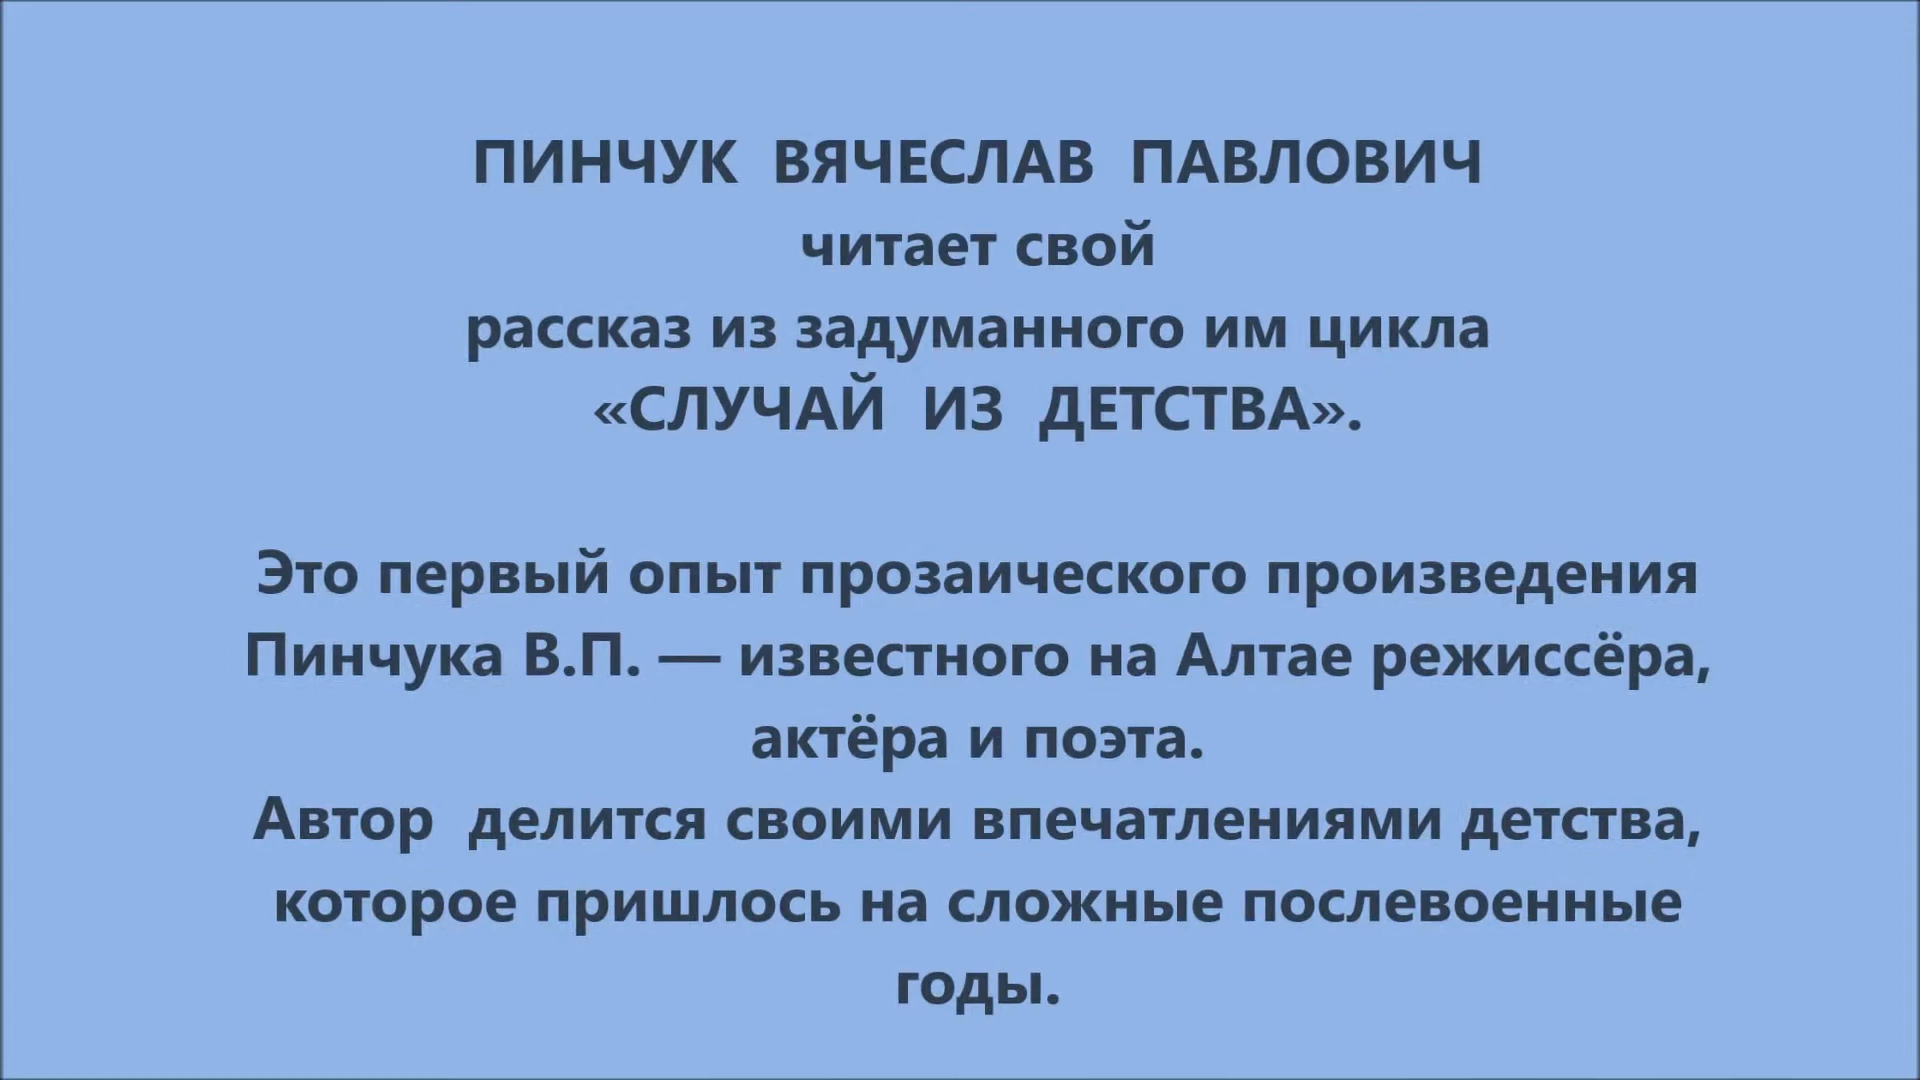 ПИНЧУК ВЯЧЕСЛАВ ПАВЛОВИЧ
читает свой
рассказ из задуманного им цикла
«СЛУЧАЙ ИЗ ДЕТСТВА».
Это первый опыт прозаического произведения
Пинчука В.П. — известного на Алтае режиссёра,
актёра и поэта.
Автор делится своими впечатлениями детства,
которое пришлось на сложные послевоенные
годы.